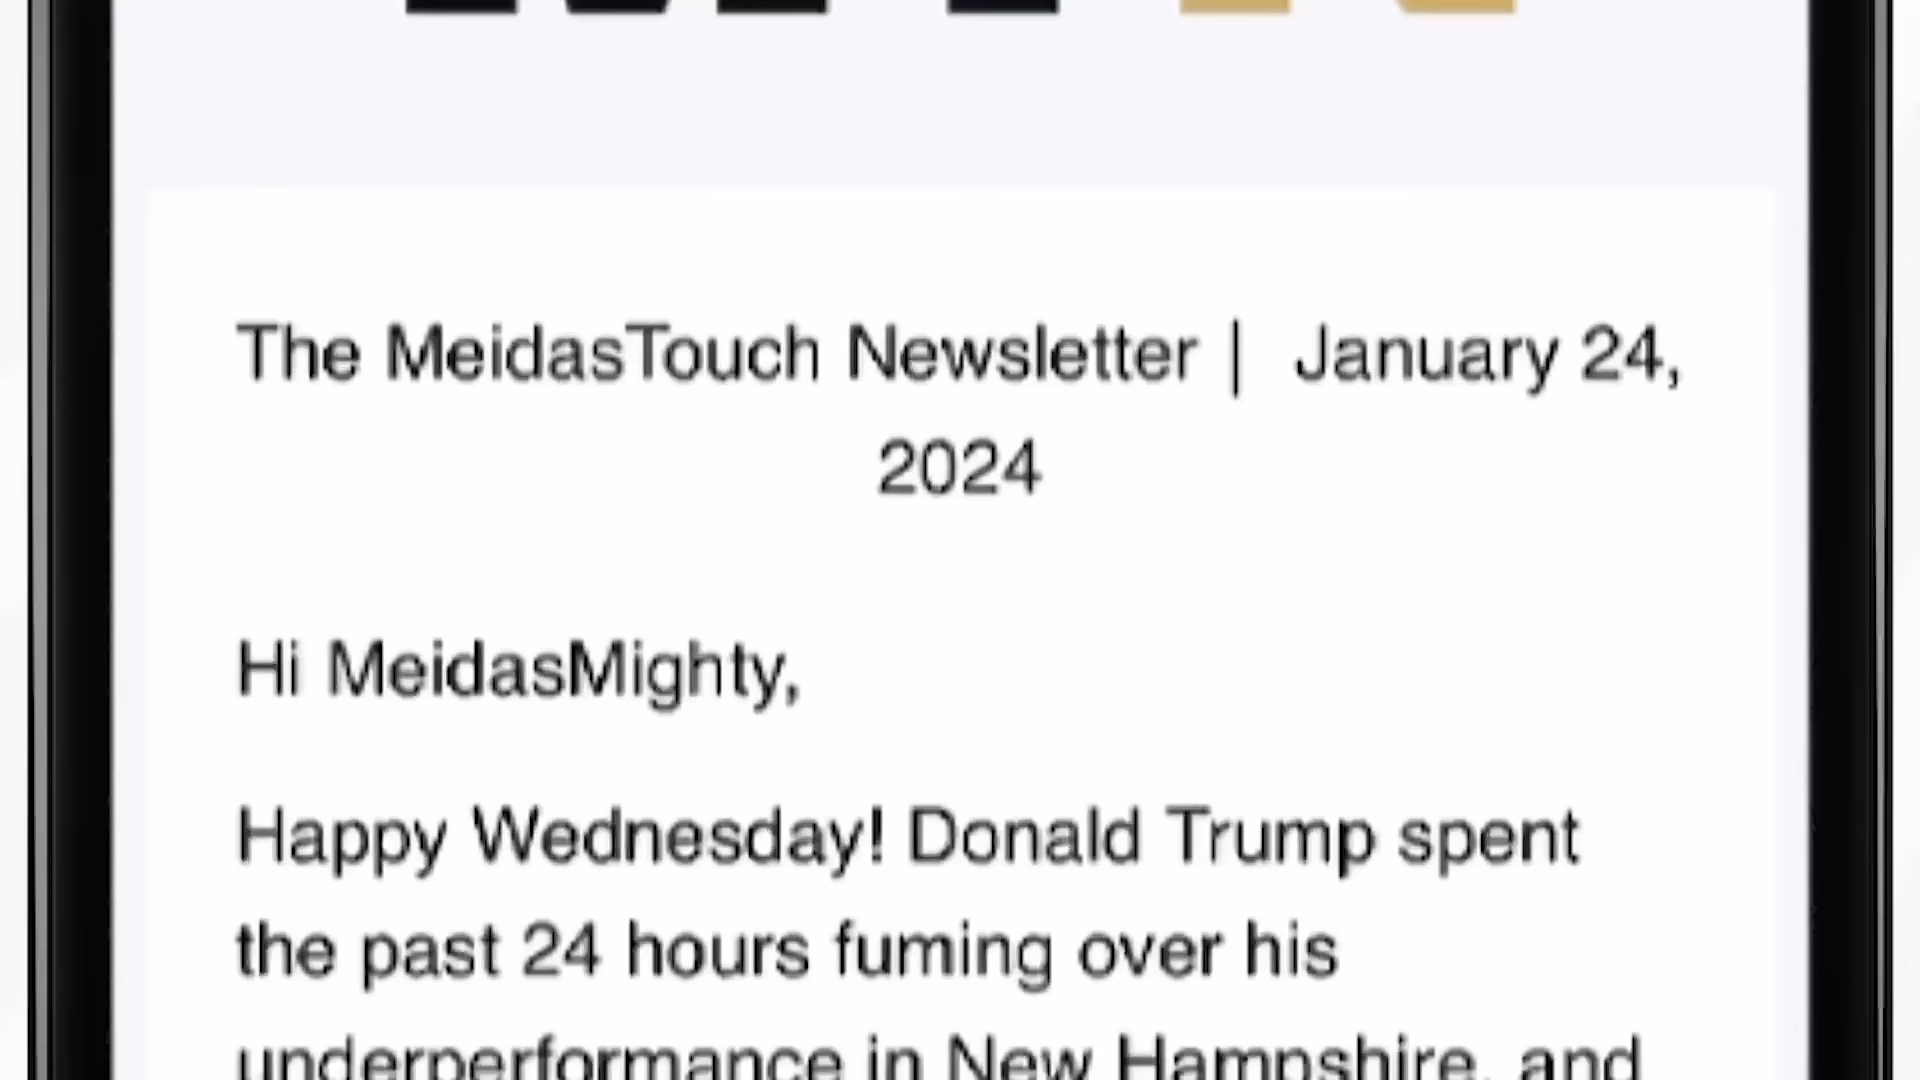 The MeidasTouch Newsletter | January 24,
2024
Hi MeidasMighty,
Happy Wednesday! Donald Trump spent
the past 24 hours fuming over his
underperformance in New Hampshire, and